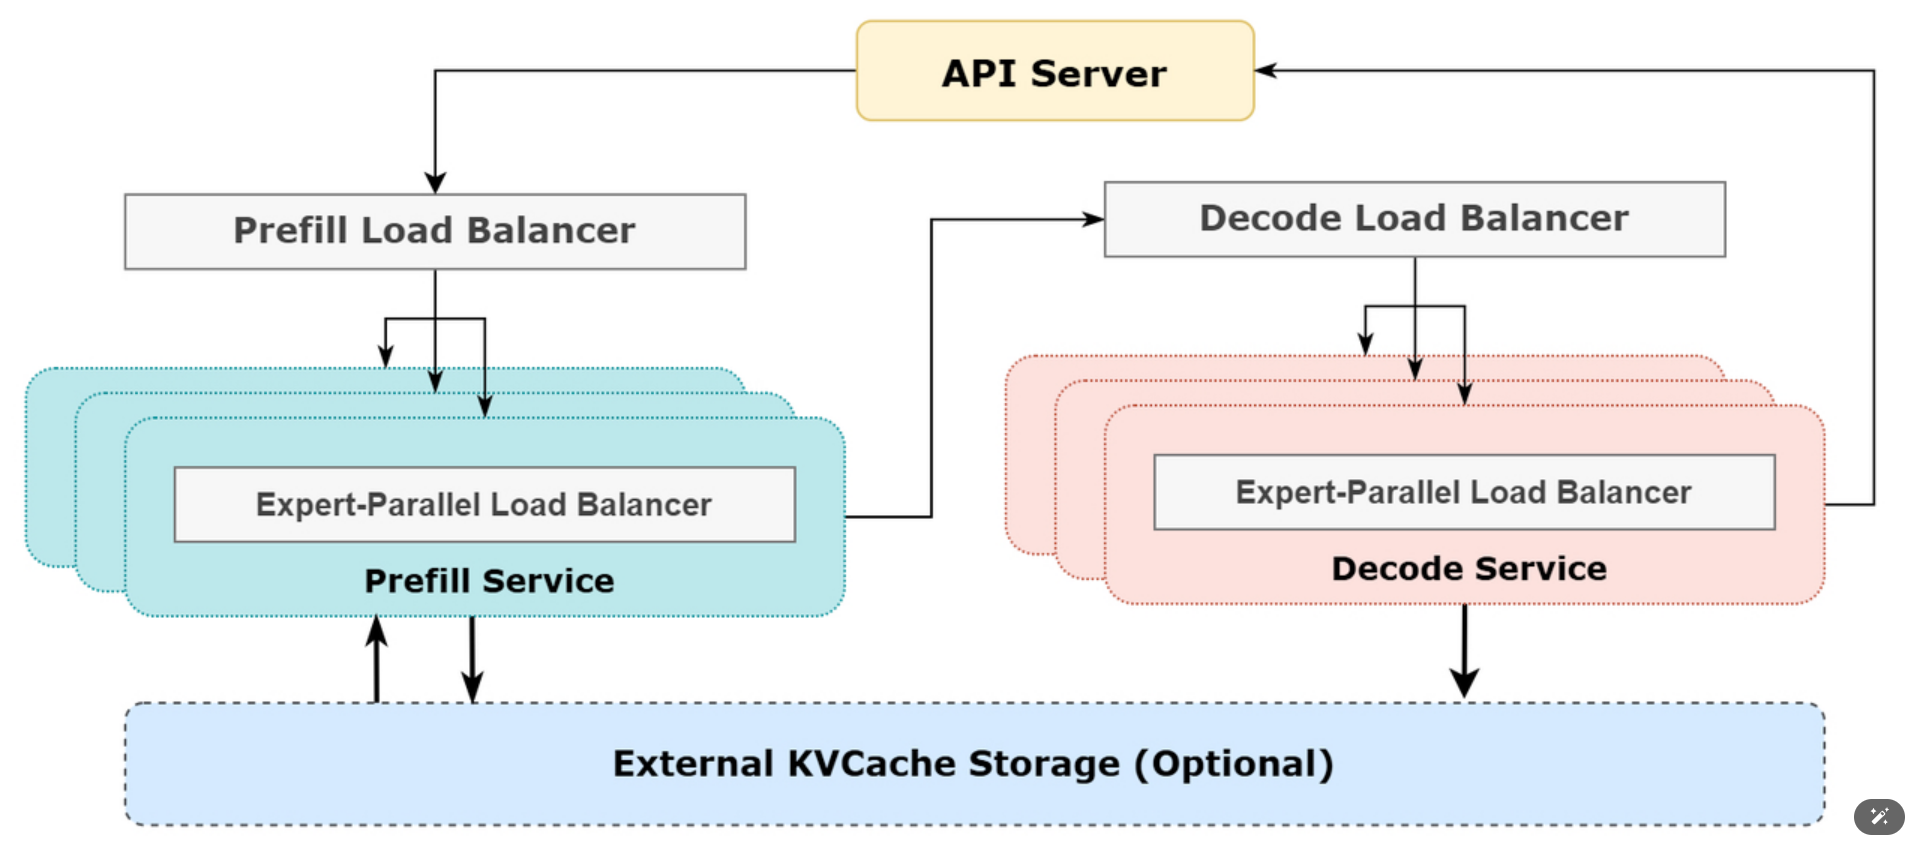 API Server
Prefill Load Balancer
Decode Load Balancer
Expert-Parallel Load Balancer
Prefill Service
Expert-Parallel Load Balancer
Decode Service
External KVCache Storage (Optional)